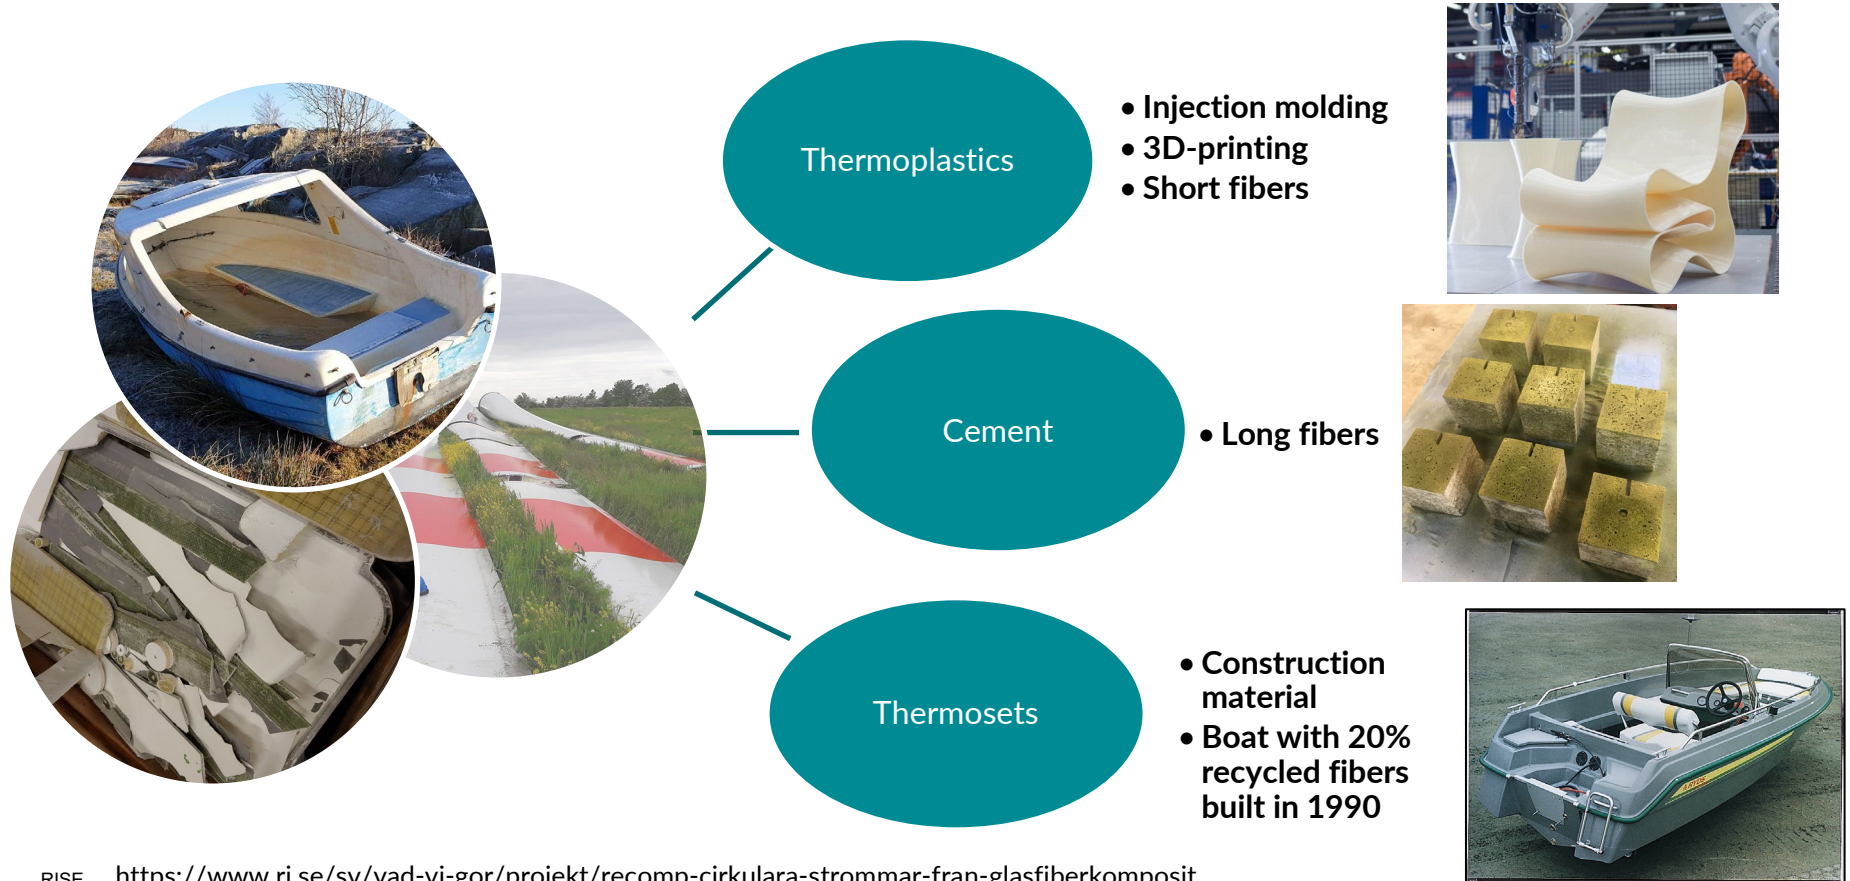 Thermoplastics
• Injection molding
• 3D-printing
• Short fibers
Cement
• Long fibers
Thermosets
• Construction
material
• Boat with 20%
recycled fibers
built in 1990
RISE https://www.ri.se/sv/vad-vi-gor/projekt/recomp-cirkulara-strommar-fran-glasfiberkomposit